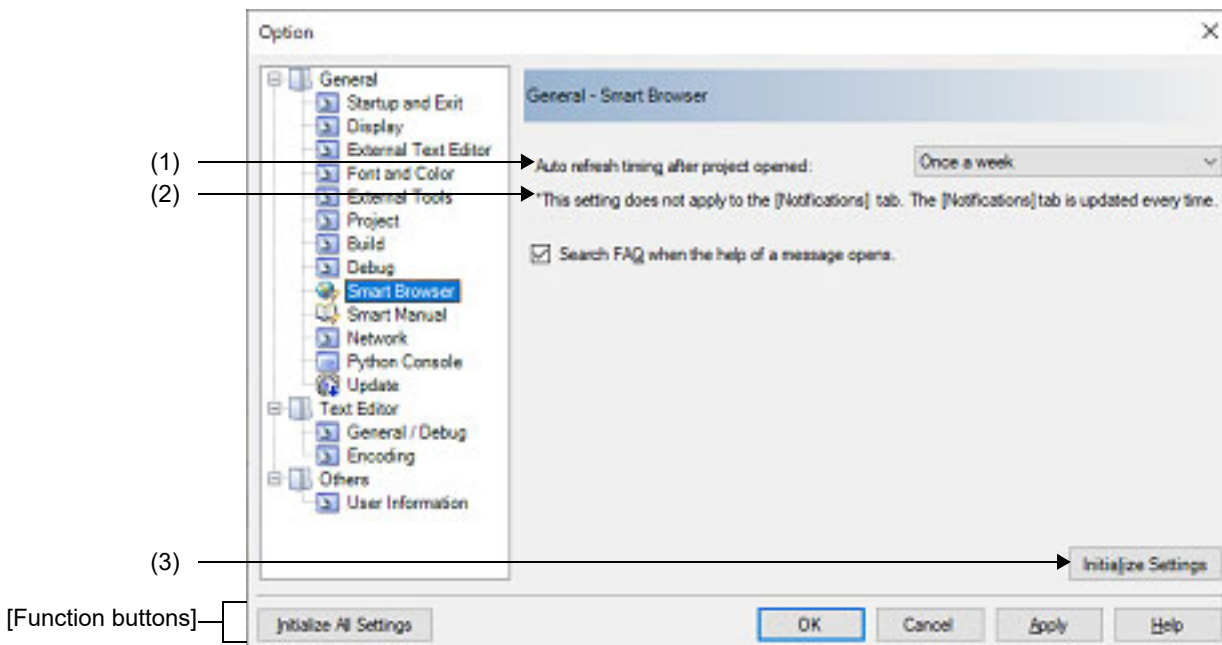 Option
General
Startup and Exit
Display
External Text Editor
Font and Color
External Tools
Project
Build
Debug
Smart Browser
Smart Manual
Network
Python Console
Update
Text Editor
General / Debug
Encoding
Others
User Information
General - Smart Browser
(1)
Auto refresh timing after project opened:
Once a week
(2)
*This setting does not apply to the [Notifications] tab. The [Notifications] tab is updated every time.
Search FAQ when the help of a message opens.
(3)
Initialize Settings
[Function buttons]
Initialize All Settings
OK
Cancel
Apply
Help